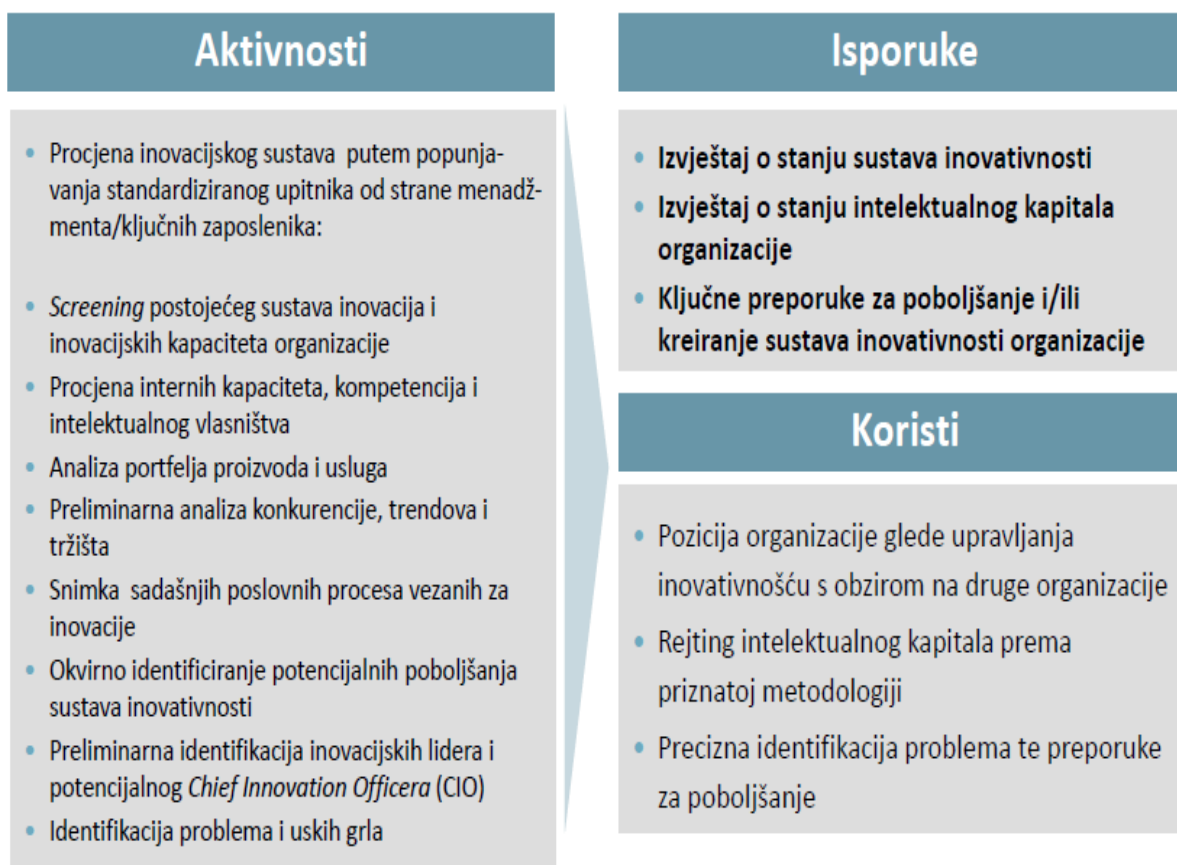 Aktivnosti
• Procjena inovacijskog sustava  putem popunja-
vanja standardiziranog upitnika od strane menadž-
menta/ključnih zaposlenika:
• Screening postojećeg sustava inovacija i
inovacijskih kapaciteta organizacije
• Procjena internih kapaciteta, kompetencija i
intelektualnog vlasništva
• Analiza portfelja proizvoda i usluga
• Preliminarna analiza konkurencije, trendova i
tržišta
• Snimka  sadašnjih poslovnih procesa vezanih za
inovacije
• Okvirno identificiranje potencijalnih poboljšanja
sustava inovativnosti
• Preliminarna identifikacija inovacijskih lidera i
potencijalnog Chief Innovation Officera (CIO)
• Identifikacija problema i uskih grla
Isporuke
• Izvještaj o stanju sustava inovativnosti
• Izvještaj o stanju intelektualnog kapitala
organizacije
• Ključne preporuke za poboljšanje i/ili
kreiranje sustava inovativnosti organizacije
Koristi
• Pozicija organizacije glede upravljanja
inovativnošću s obzirom na druge organizacije
• Rejting intelektualnog kapitala prema
priznatoj metodologiji
• Precizna identifikacija problema te preporuke
za poboljšanje